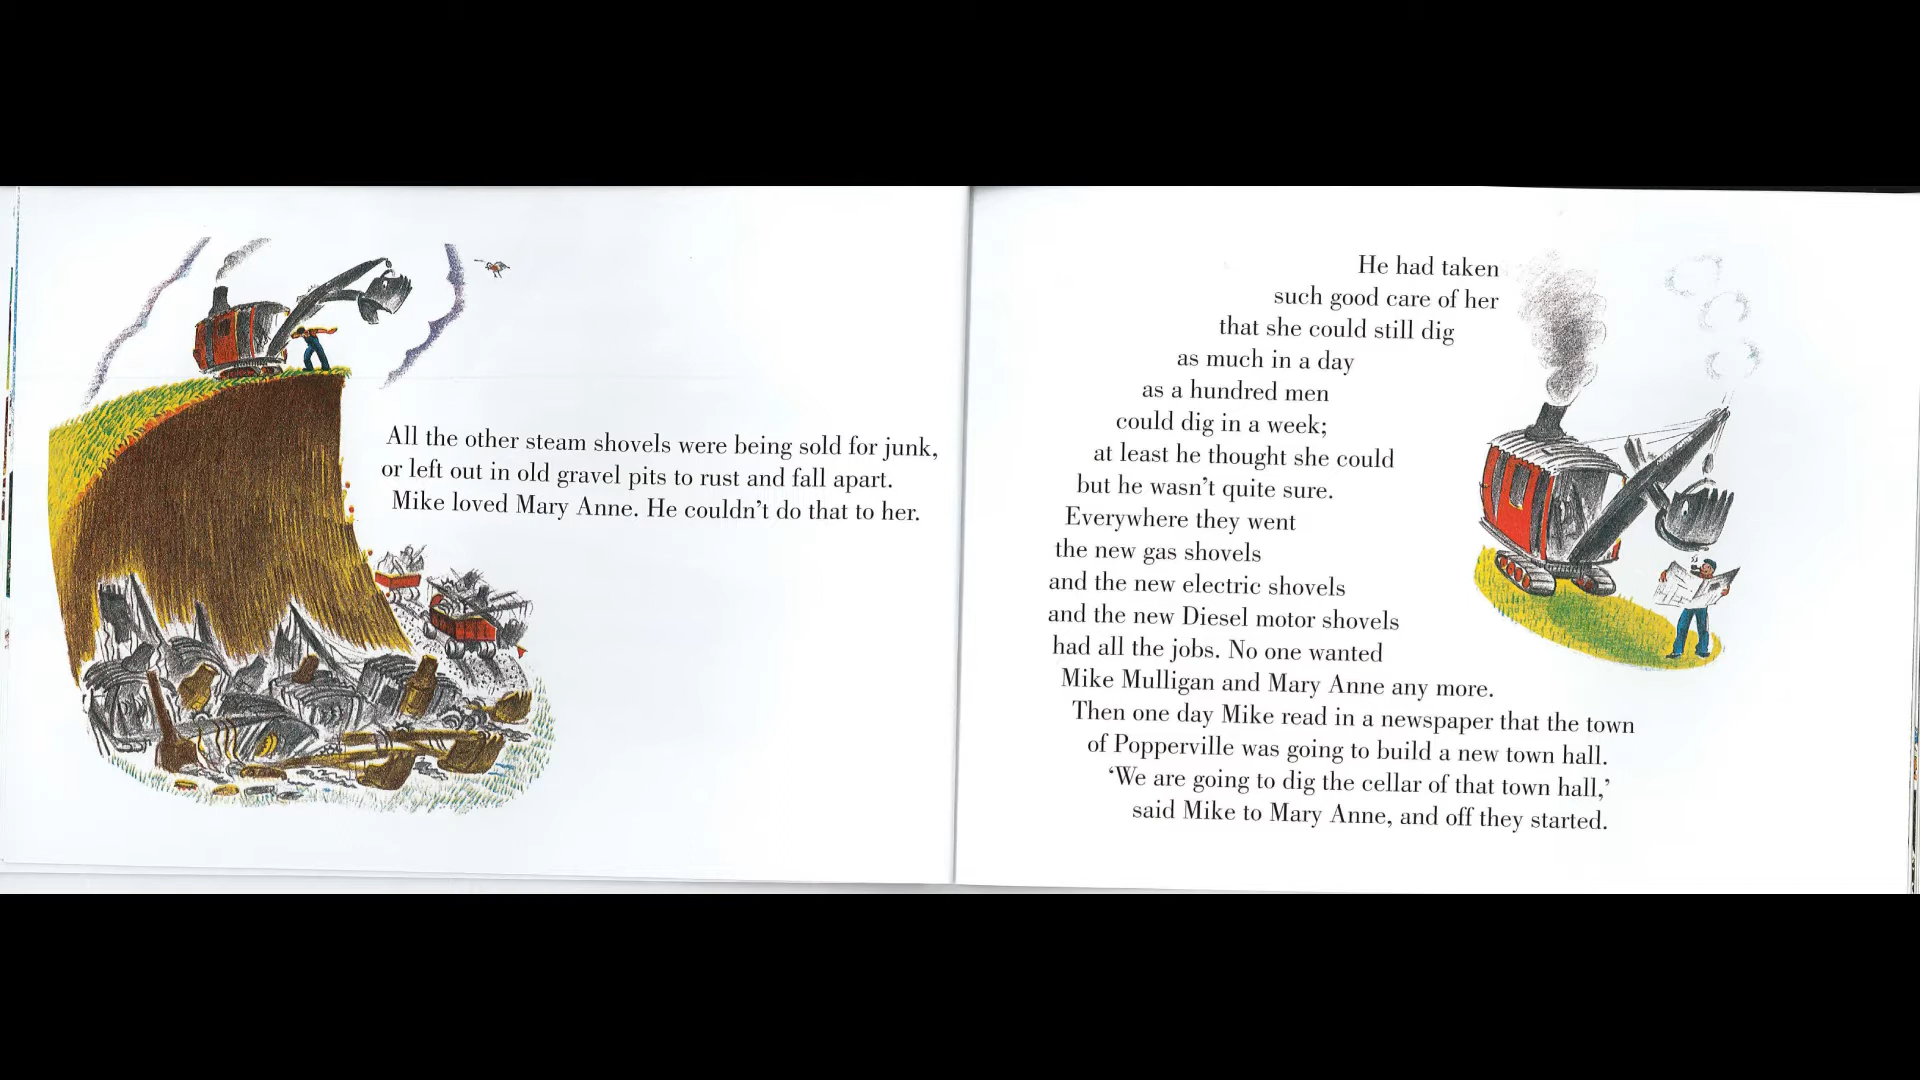 All the other steam shovels were being sold for junk,
or left out in old gravel pits to rust and fall apart.
Mike loved Mary Anne. He couldn't do that to her.
He had taken
such good care of her
that she could still dig
as much in a day
as a hundred men
could dig in a week;
at least he thought she could
but he wasn't quite sure.
Everywhere they went
the new gas shovels
and the new electric shovels
and the new Diesel motor shovels
had all the jobs. No one wanted
Mike Mulligan and Mary Anne any more.
Then one day Mike read in a newspaper that the town
of Popperville was going to build a new town hall.
‘We are going to dig the cellar of that town hall,’
said Mike to Mary Anne, and off they started.